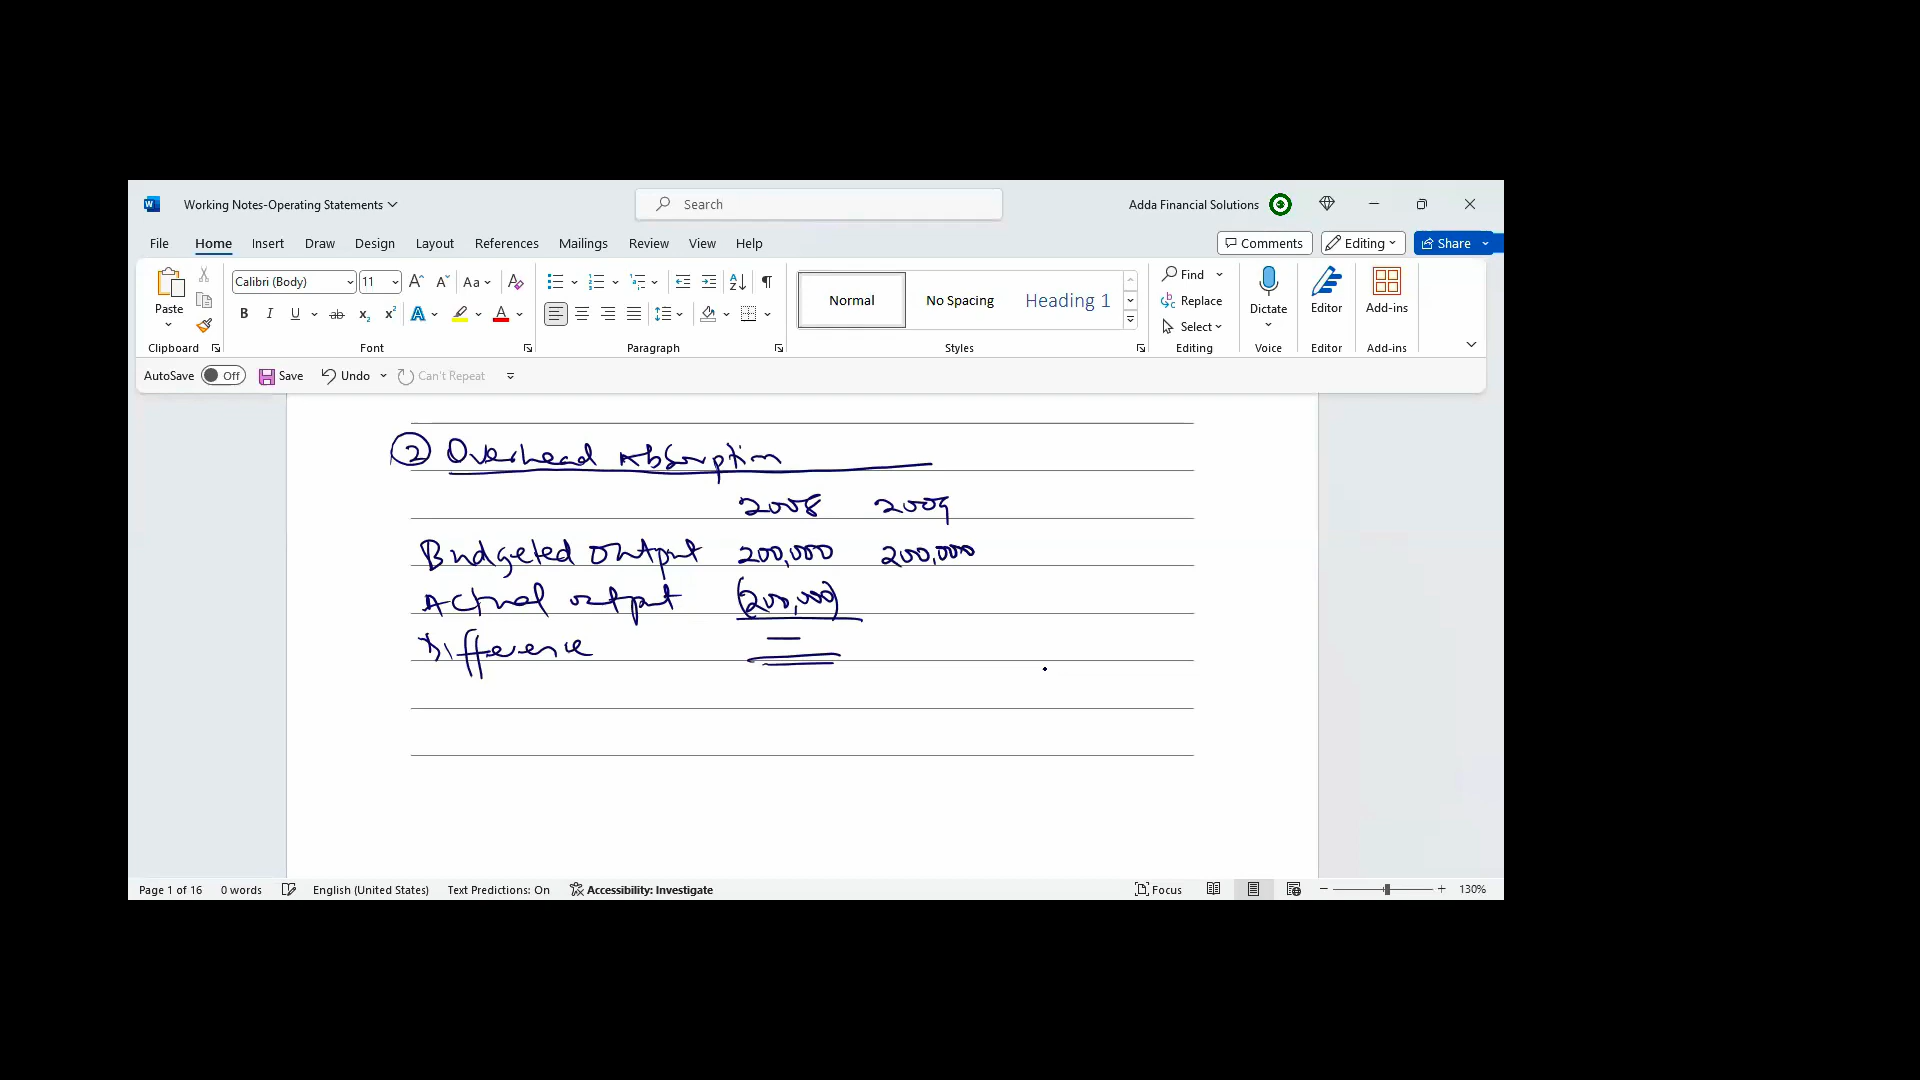 Working Notes-Operating Statements
Search
Adda Financial Solutions
File Home Insert Draw Design Layout References Mailings Review View Help
Comments Editing Share
Paste
Calibri (Body) 11 A A Aa A
B I U ab x₂ x² A A
Normal No Spacing Heading 1
Find
Replace
Select
Dictate Editor Add-ins
Clipboard Font Paragraph Styles Editing Voice Editor Add-ins
AutoSave Off Save Undo Can't Repeat
2 Overhead Absorption
2008 2009
Budgeted output 200,000 200,000
Actual output (200,000)
Difference —
Page 1 of 16 0 words English (United States) Text Predictions: On Accessibility: Investigate Focus 130%